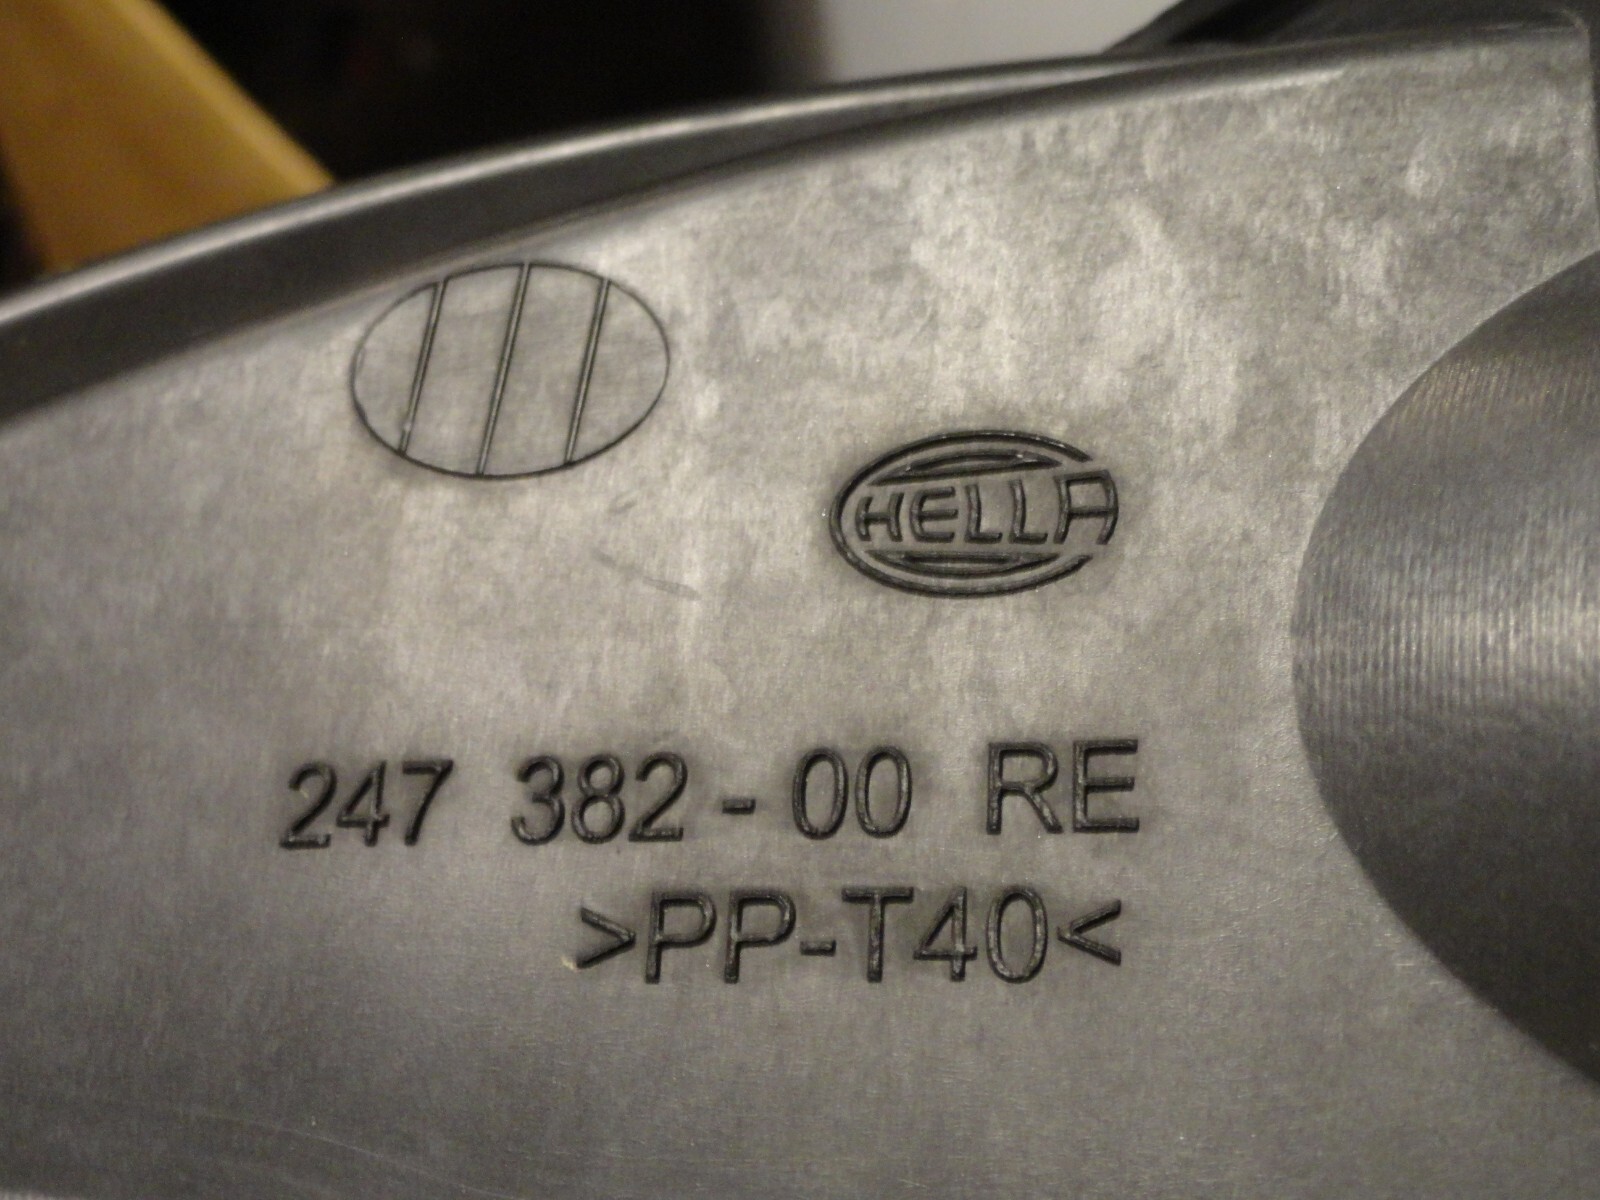 HELLA
247 382-00 RE
>PP-T40<